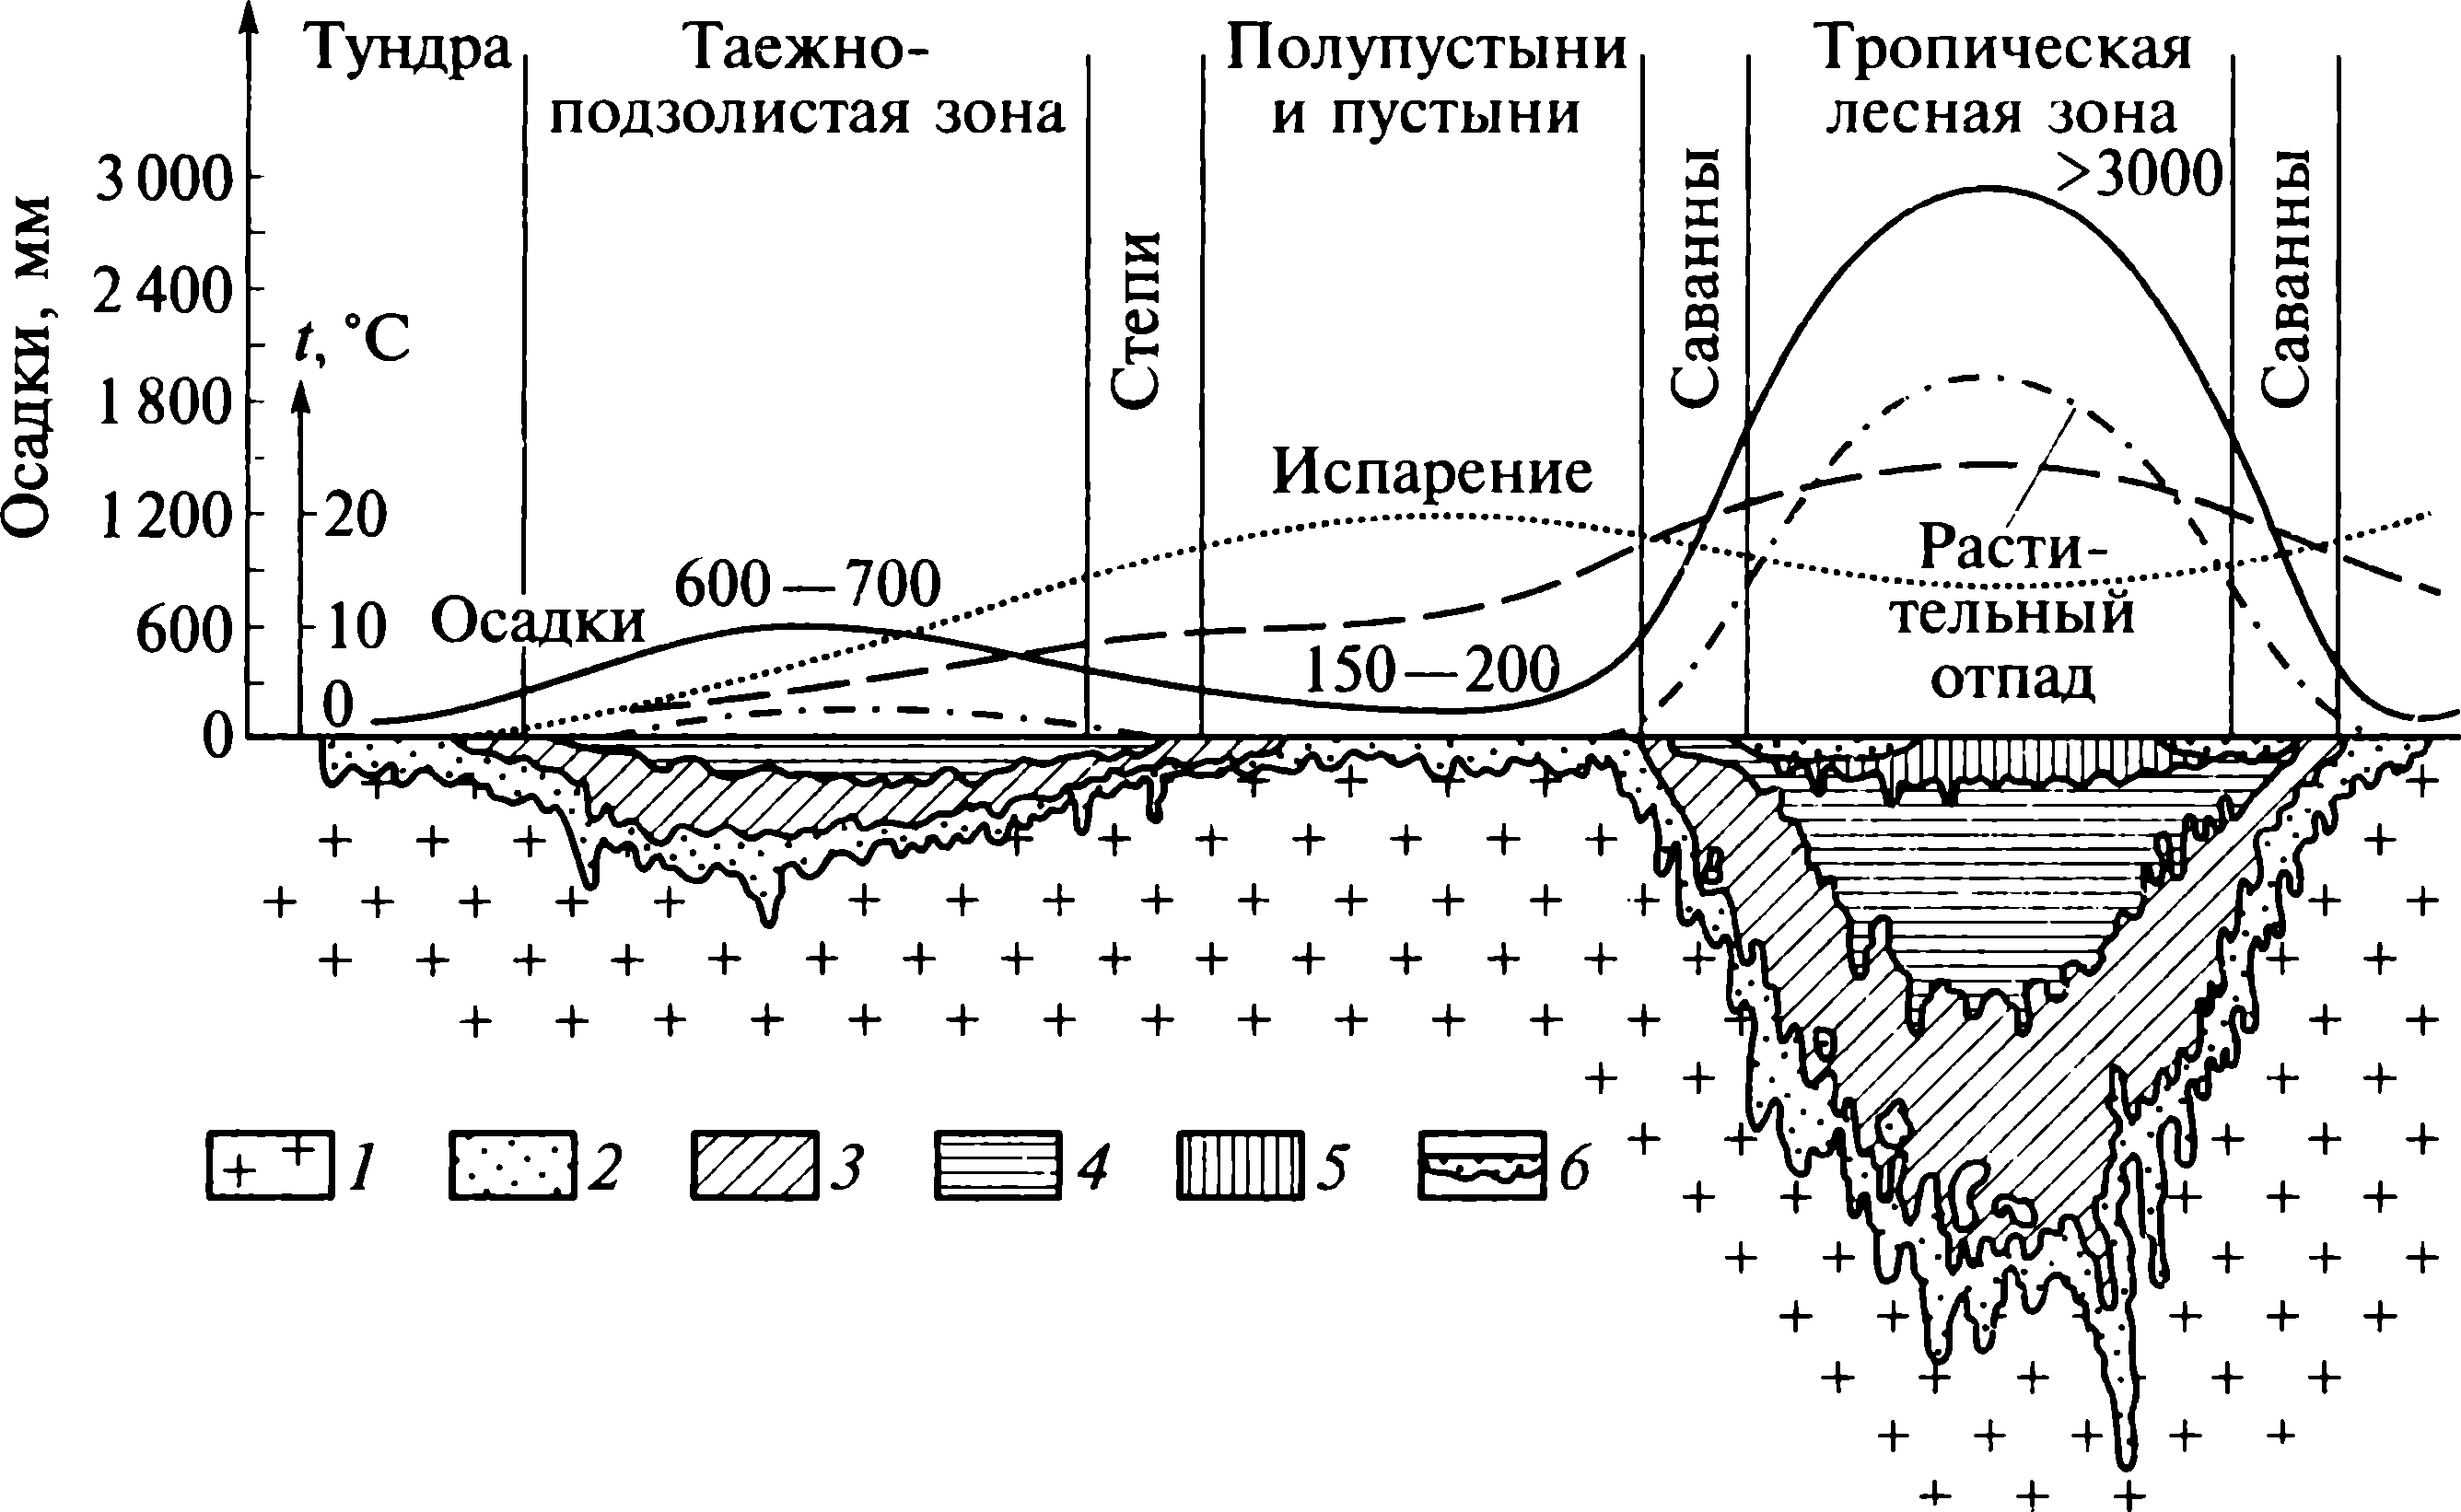 Тундра
Таежно-
подзолистая зона
Степи
Полупустыни
и пустыни
Саванны
Тропическая
лесная зона
>3000
Саванны
Осадки, мм
3 000
2 400
1 800
1 200
600
0
t, °C
20
10
0
Осадки
600—700
Испарение
150—200
Расти-
тельный
отпад
1
2
3
4
5
6